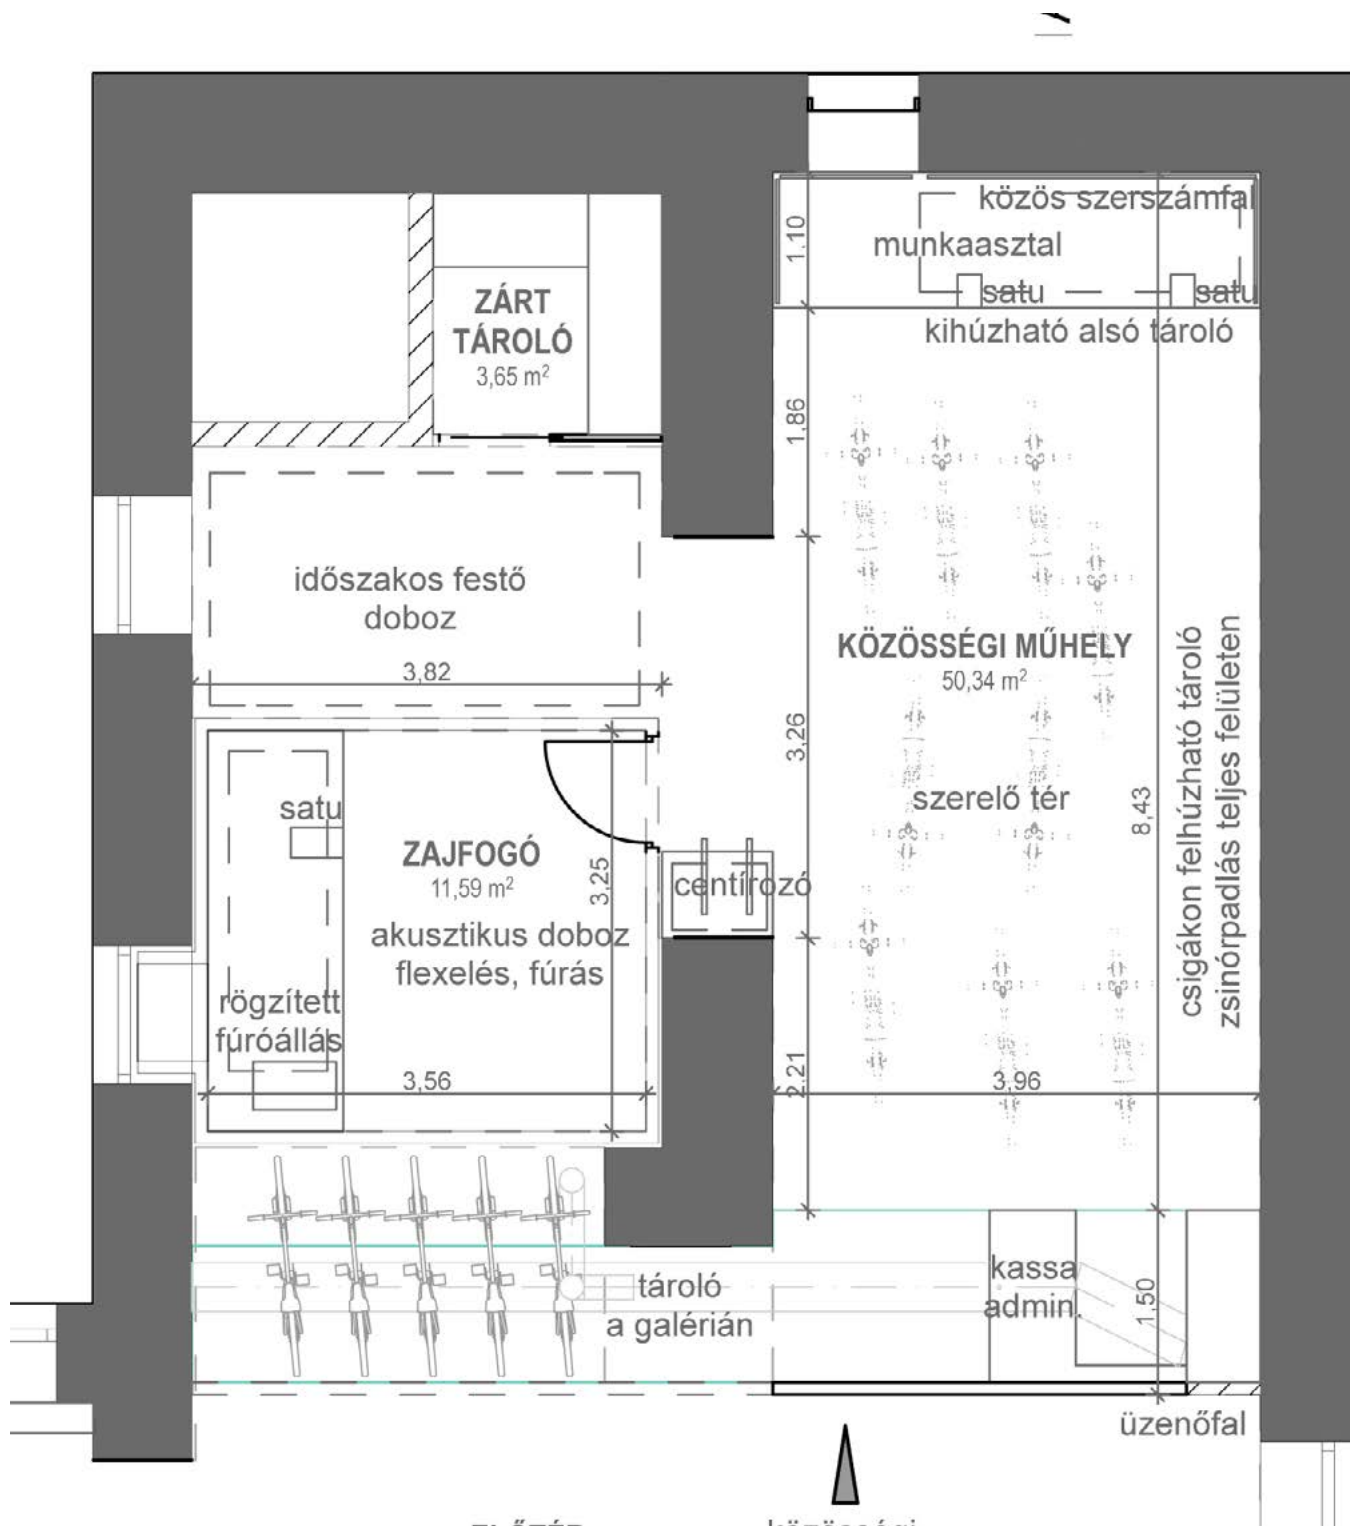 közös szerszámfal
munkaasztal
1,10
satu
satu
kihúzható alsó tároló
ZÁRT
TÁROLÓ
3,65 m²
1,86
időszakos festő
doboz
3,82
KÖZÖSSÉGI MŰHELY
50,34 m²
csigákon felhúzható tároló
zsinórpadlás teljes felületen
3,26
szerelő tér
8,43
satu
ZAJFOGÓ
11,59 m²
3,25
centírozó
akusztikus doboz
flexelés, fúrás
rögzített
fúróállás
3,56
2,21
3,96
kassa
admin.
1,50
tároló
a galérián
üzenőfal